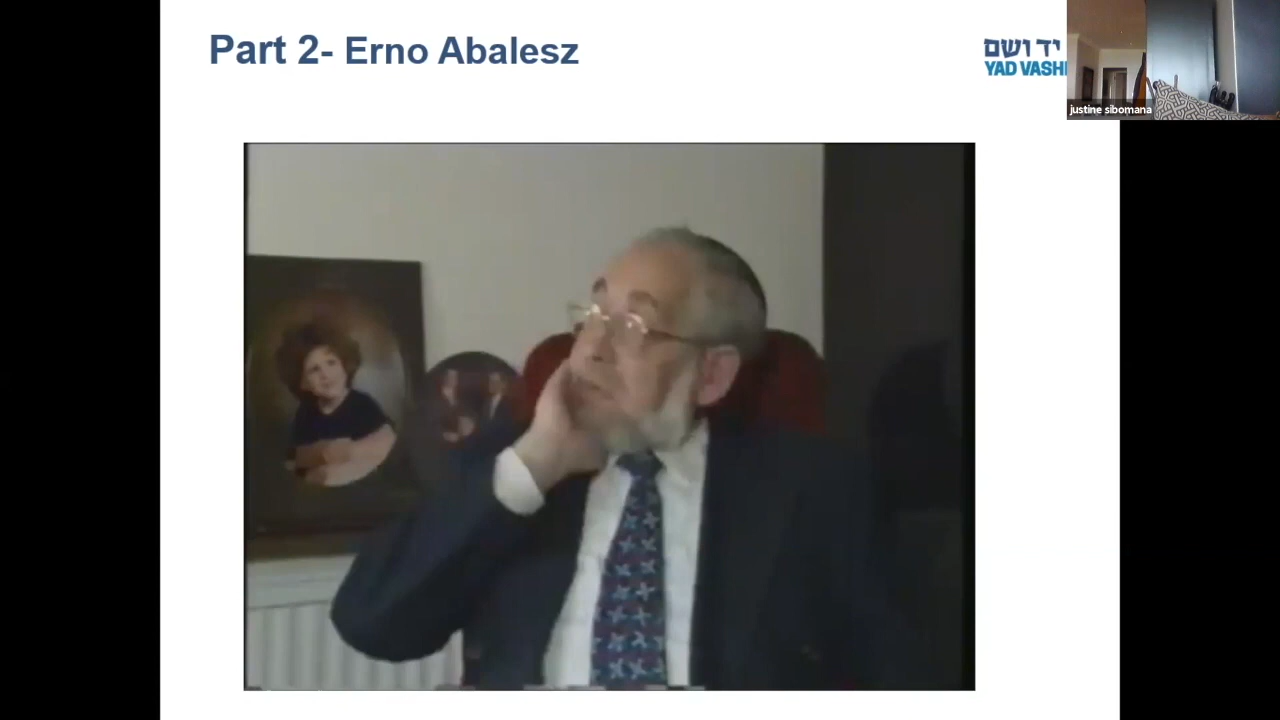 Part 2- Erno Abalesz
יד ושם
YAD VASH
justine sibomana